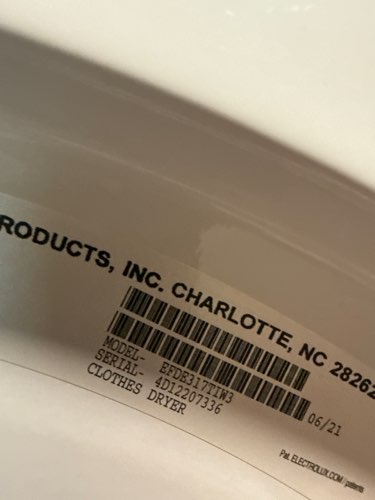 RODUCTS, INC. CHARLOTTE, NC 28262
MODEL- EFDE317TIW3
SERIAL- 4D12207336
CLOTHES DRYER
06/21
Pat. ELECTROLUX.COM/patents